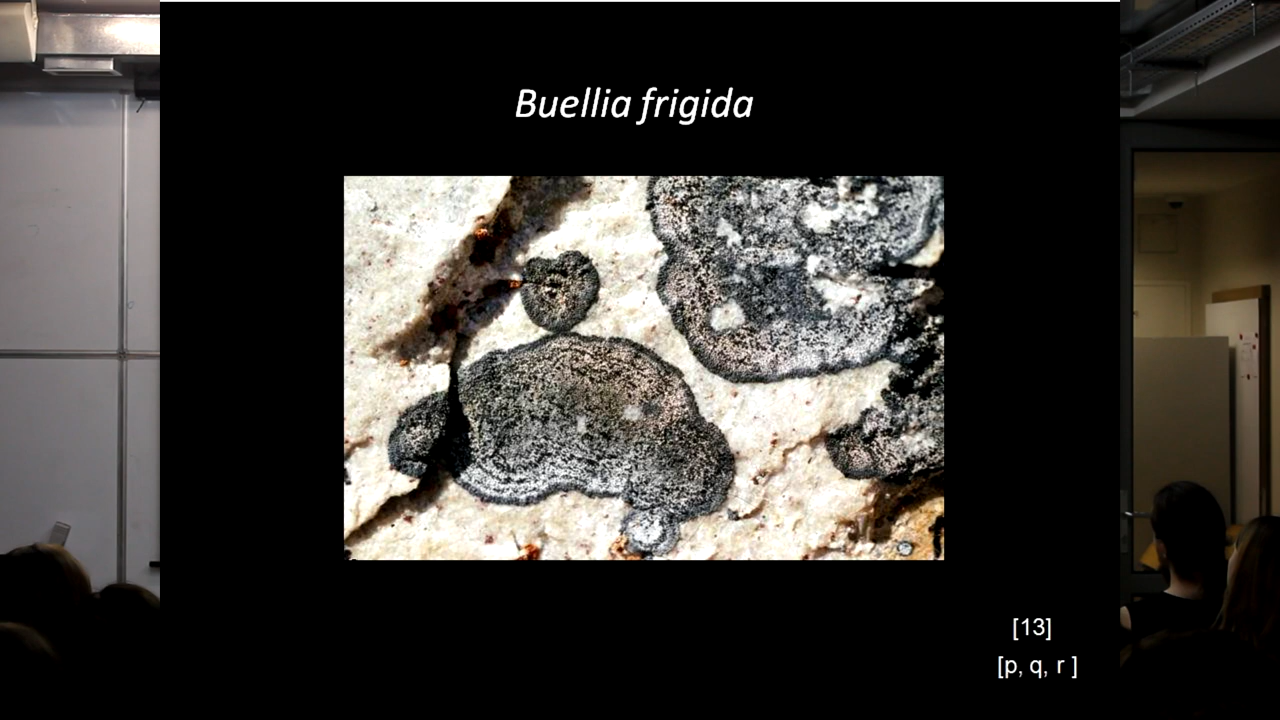 Buellia frigida
[13]
[p, q, r ]